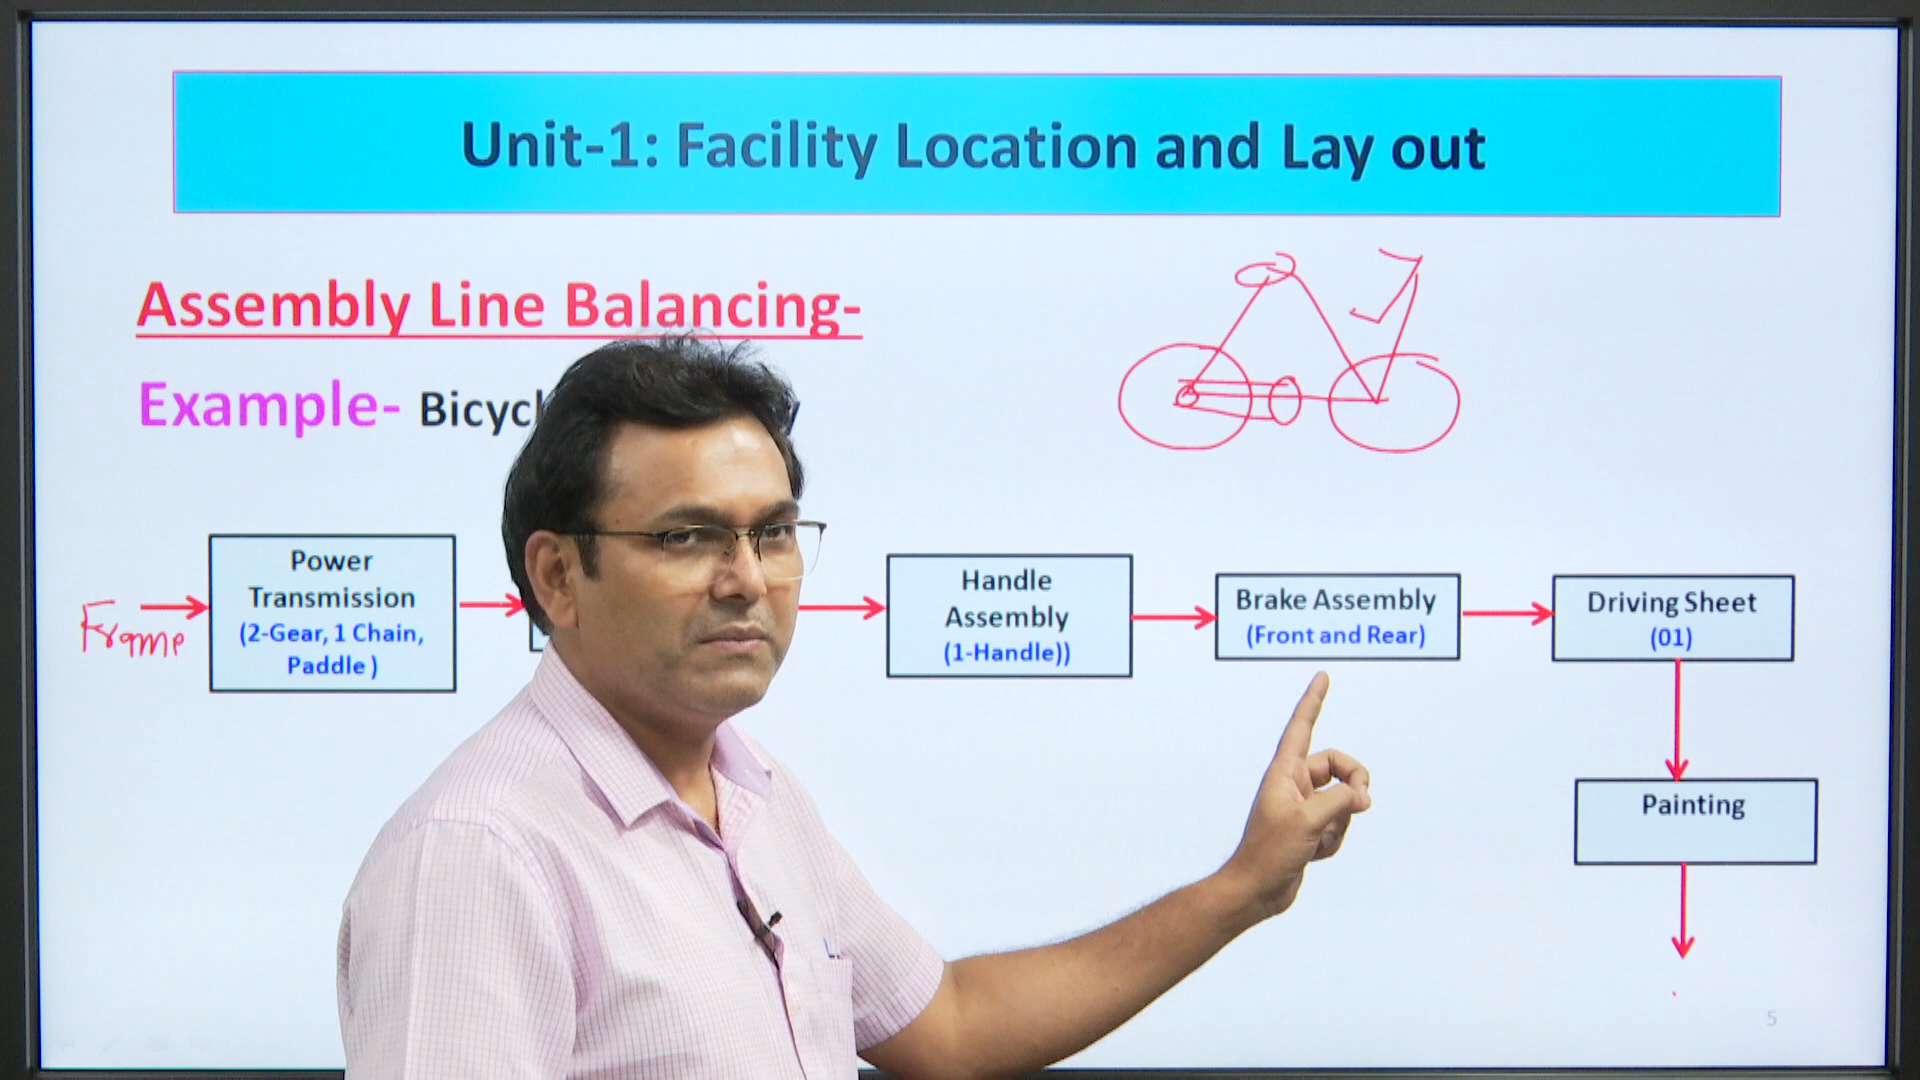 Unit-1: Facility Location and Lay out
Assembly Line Balancing-
Example-
Frame
Power
Transmission
(2-Gear, 1 Chain,
Paddle )
Handle
Assembly
(1-Handle))
Brake Assembly
(Front and Rear)
Driving Sheet
(01)
Painting
5